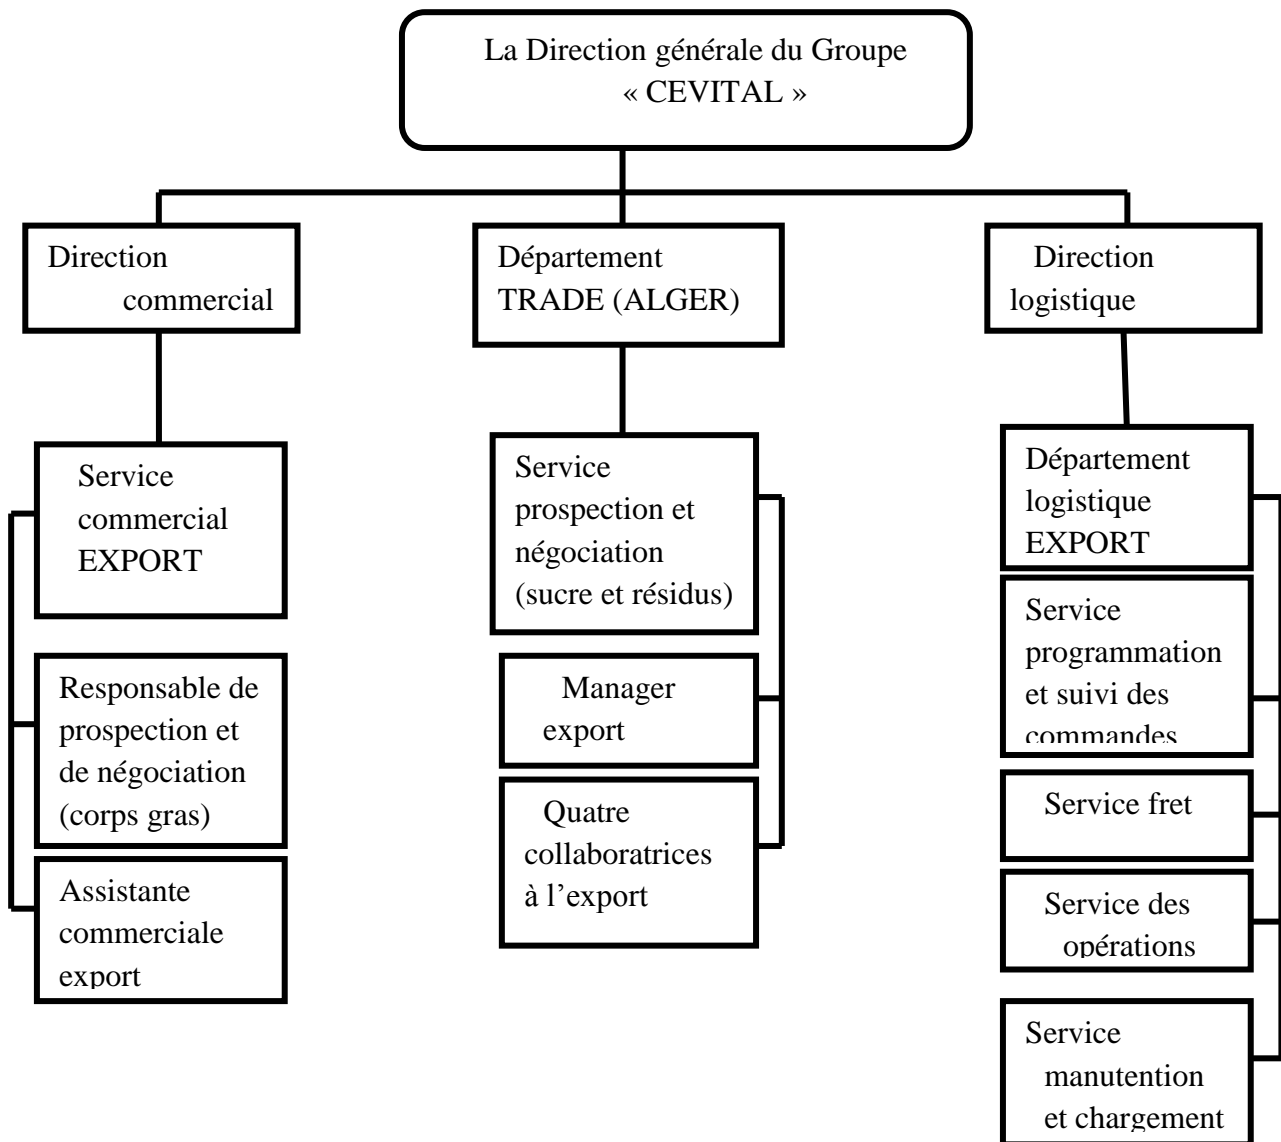 La Direction générale du Groupe
« CEVITAL »
Direction
commercial
Département
TRADE (ALGER)
Direction
logistique
Service
commercial
EXPORT
Responsable de
prospection et
de négociation
(corps gras)
Assistante
commerciale
export
Service
prospection et
négociation
(sucre et résidus)
Manager
export
Quatre
collaboratrices
à l’export
Département
logistique
EXPORT
Service
programmation
et suivi des
commandes
Service fret
Service des
opérations
Service
manutention
et chargement